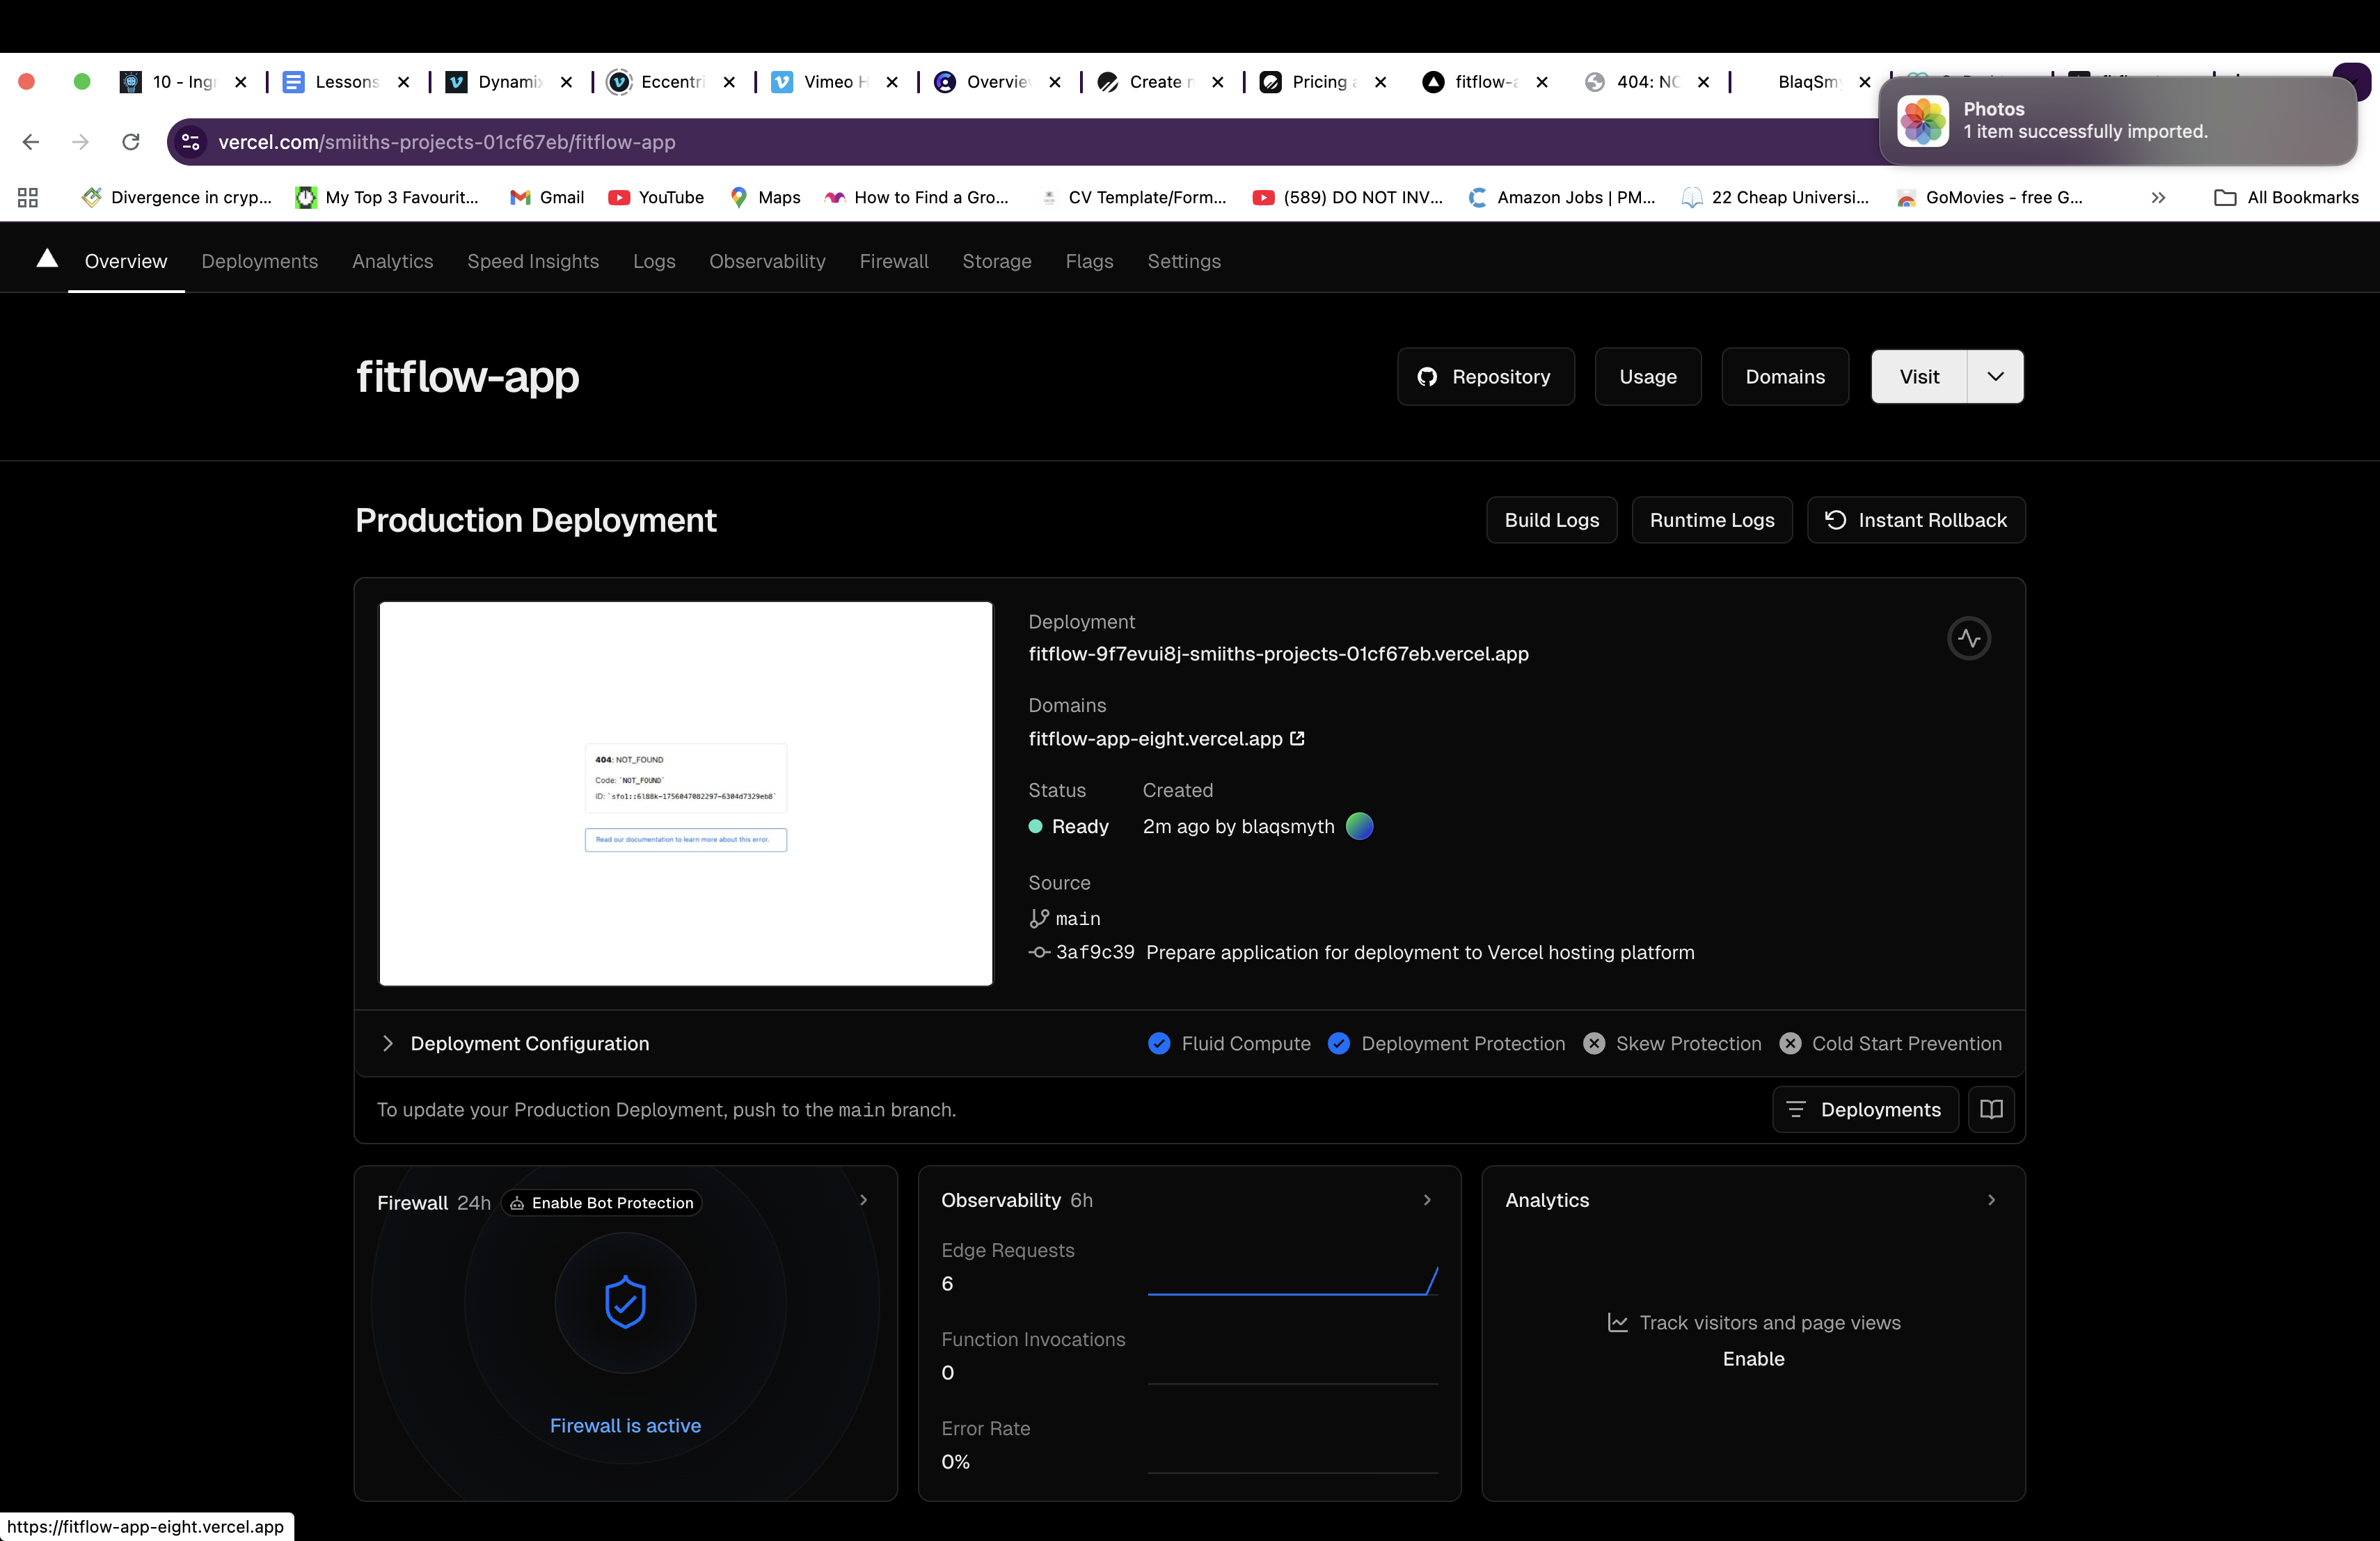 10 - Ingr
Lessons
Dynamix
Eccentri
Vimeo H
Overview
Create n
Pricing a
fitflow-a
404: NO
BlaqSmy
Photos
1 item successfully imported.
vercel.com/smiiths-projects-01cf67eb/fitflow-app
Divergence in cryp...
My Top 3 Favourit...
Gmail
YouTube
Maps
How to Find a Gro...
CV Template/Form...
(589) DO NOT INV...
Amazon Jobs | PM...
22 Cheap Universi...
GoMovies - free G...
All Bookmarks
Overview
Deployments
Analytics
Speed Insights
Logs
Observability
Firewall
Storage
Flags
Settings
fitflow-app
Repository
Usage
Domains
Visit
Production Deployment
Build Logs
Runtime Logs
Instant Rollback
404: NOT_FOUND
Code: `NOT_FOUND`
ID: `sfo1::6l88k-1756047082297-6304d7329eb8`
Read our documentation to learn more about this error.
Deployment
fitflow-9f7evui8j-smiiths-projects-01cf67eb.vercel.app
Domains
fitflow-app-eight.vercel.app
Status
Created
Ready
2m ago by blaqsmyth
Source
main
3af9c39 Prepare application for deployment to Vercel hosting platform
Deployment Configuration
Fluid Compute
Deployment Protection
Skew Protection
Cold Start Prevention
To update your Production Deployment, push to the main branch.
Deployments
Firewall 24h
Enable Bot Protection
Firewall is active
Observability 6h
Edge Requests
6
Function Invocations
0
Error Rate
0%
Analytics
Track visitors and page views
Enable
https://fitflow-app-eight.vercel.app